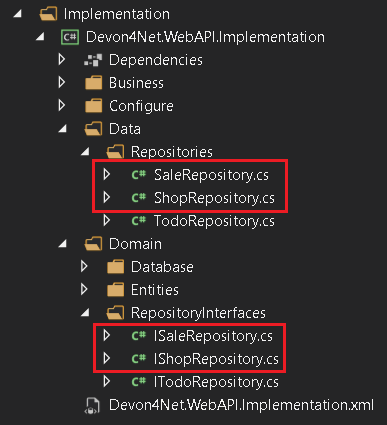 Implementation
C# Devon4Net.WebAPI.Implementation
Dependencies
Business
Configure
Data
Repositories
C# SaleRepository.cs
C# ShopRepository.cs
C# TodoRepository.cs
Domain
Database
Entities
RepositoryInterfaces
C# ISaleRepository.cs
C# IShopRepository.cs
C# ITodoRepository.cs
Devon4Net.WebAPI.Implementation.xml